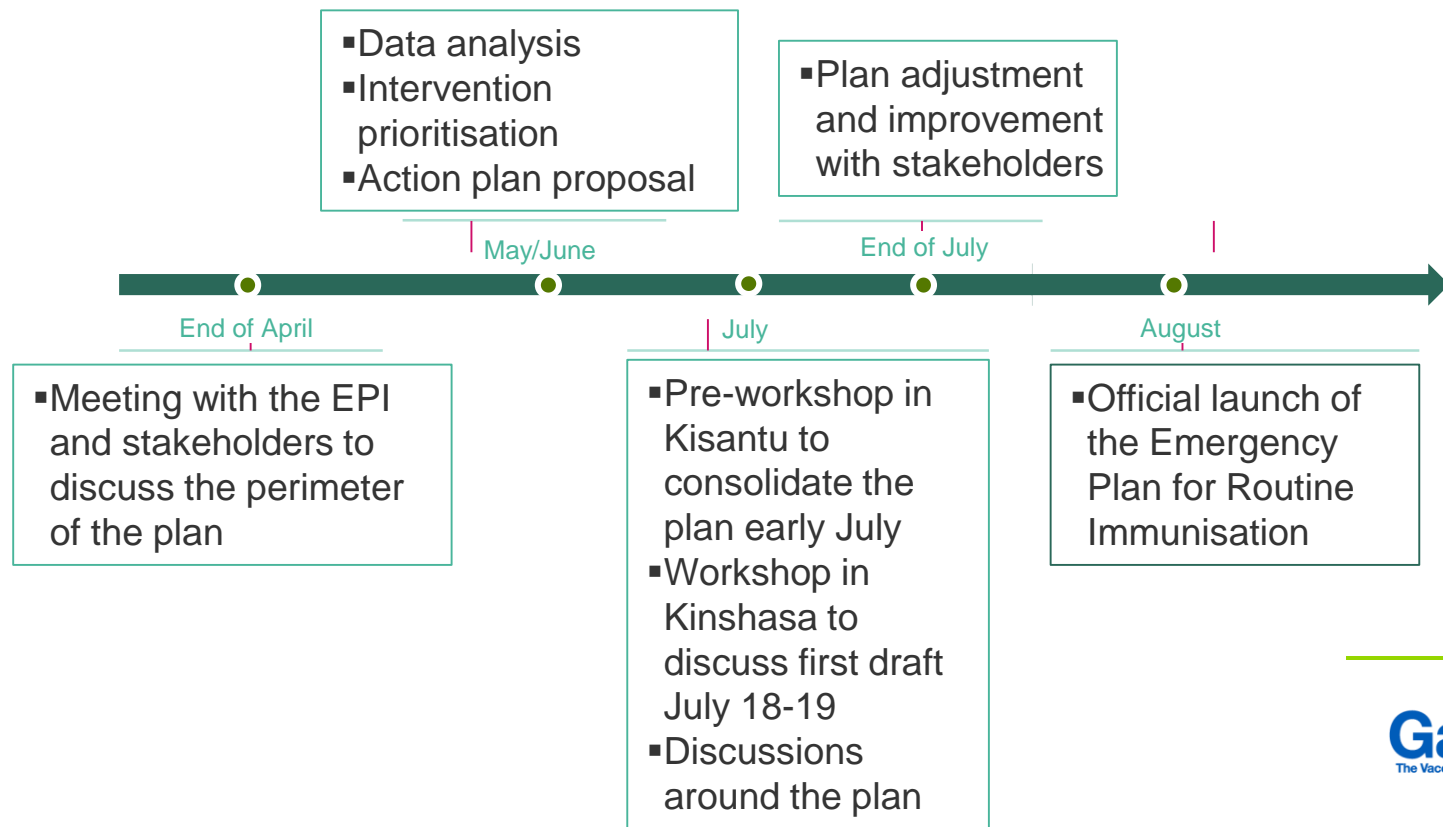 ▪Data analysis
▪Intervention
prioritisation
▪Action plan proposal
▪Plan adjustment
and improvement
with stakeholders
May/June
End of July
End of April
July
August
▪Meeting with the EPI
and stakeholders to
discuss the perimeter
of the plan
▪Pre-workshop in
Kisantu to
consolidate the
plan early July
▪Workshop in
Kinshasa to
discuss first draft
July 18-19
▪Discussions
around the plan
▪Official launch of
the Emergency
Plan for Routine
Immunisation
Ga
The Vacc